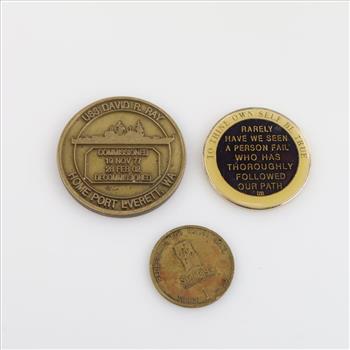 USS DAVID R. RAY
COMMISSIONED
19 NOV 77
28 FEB 02
DECOMMISSIONED
HOME PORT EVERETT, WA
TO THINE OWN SELF BE TRUE
RARELY
HAVE WE SEEN
A PERSON FAIL
WHO HAS
THOROUGHLY
FOLLOWED
OUR PATH